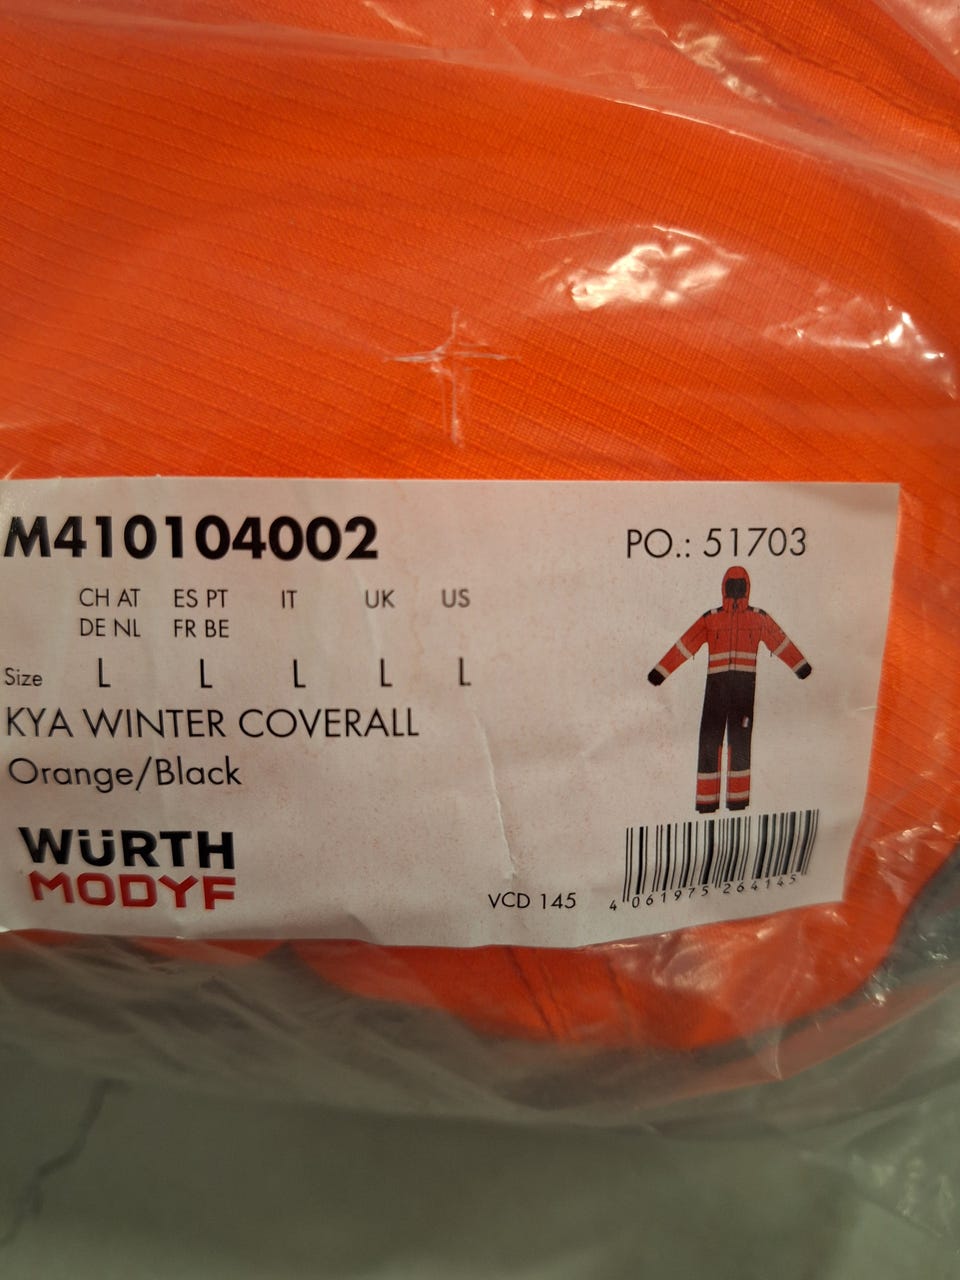 M410104002
PO.: 51703
CH AT ES PT IT UK US
DE NL FR BE
Size L L L L L
KYA WINTER COVERALL
Orange/Black
WÜRTH
MODYF
VCD 145
4 061975 264145